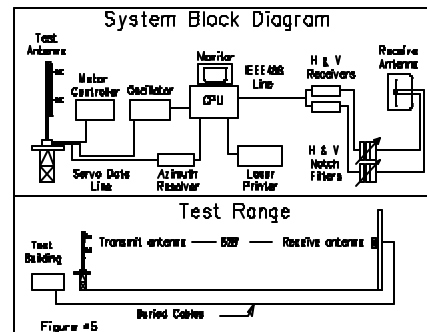 System Block Diagram
Test
Antenna
Motor
Controller
Oscillator
Monitor
CPU
IEEE488
Line
H & V
Receivers
Receive
Antenna
Servo Data
Line
Azimuth
Resolver
Laser
Printer
H & V
Notch
Filters
Test Range
Test
Building
Transmit antenna
Receive antenna
Buried Cables
Figure #5